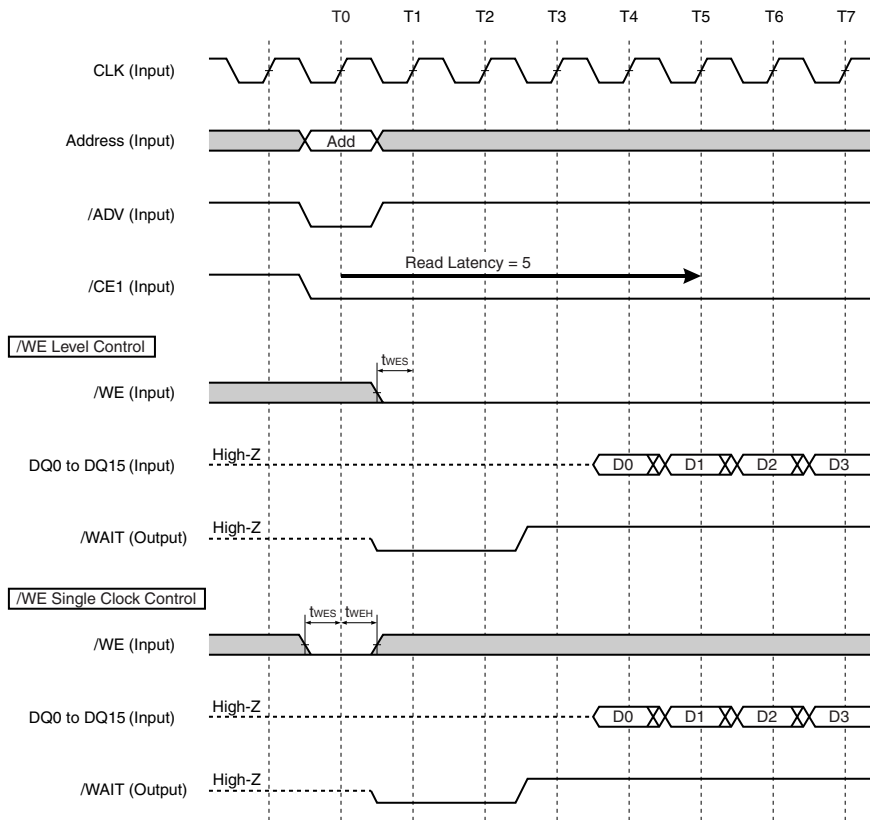 T0 T1 T2 T3 T4 T5 T6 T7
CLK (Input)
Address (Input) Add
/ADV (Input)
Read Latency = 5
/CE1 (Input)
/WE Level Control
tWES
/WE (Input)
DQ0 to DQ15 (Input) High-Z D0 D1 D2 D3
/WAIT (Output) High-Z
/WE Single Clock Control
tWES tWEH
/WE (Input)
DQ0 to DQ15 (Input) High-Z D0 D1 D2 D3
/WAIT (Output) High-Z